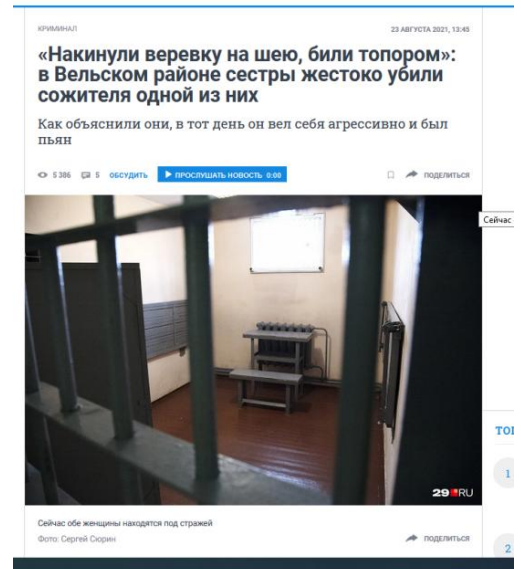 КРИМИНАЛ
23 АВГУСТА 2021, 13:45
«Накинули веревку на шею, били топором»:
в Вельском районе сестры жестоко убили
сожителя одной из них
Как объяснили они, в тот день он вел себя агрессивно и был
пьян
5 386 5 ОБСУДИТЬ ПРОСЛУШАТЬ НОВОСТЬ 0:00 ПОДЕЛИТЬСЯ
Сейчас
29 RU
ТОП
1
Сейчас обе женщины находятся под стражей
Фото: Сергей Сюрин
ПОДЕЛИТЬСЯ
2